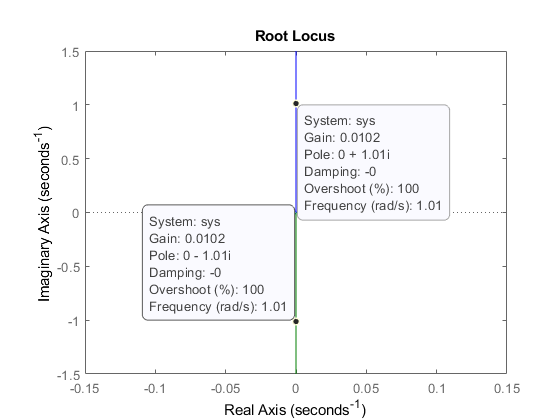 Root Locus
Imaginary Axis (seconds⁻¹)
1.5
1
0.5
0
-0.5
-1
-1.5
System: sys
Gain: 0.0102
Pole: 0 + 1.01i
Damping: -0
Overshoot (%): 100
Frequency (rad/s): 1.01
System: sys
Gain: 0.0102
Pole: 0 - 1.01i
Damping: -0
Overshoot (%): 100
Frequency (rad/s): 1.01
-0.15 -0.1 -0.05 0 0.05 0.1 0.15
Real Axis (seconds⁻¹)